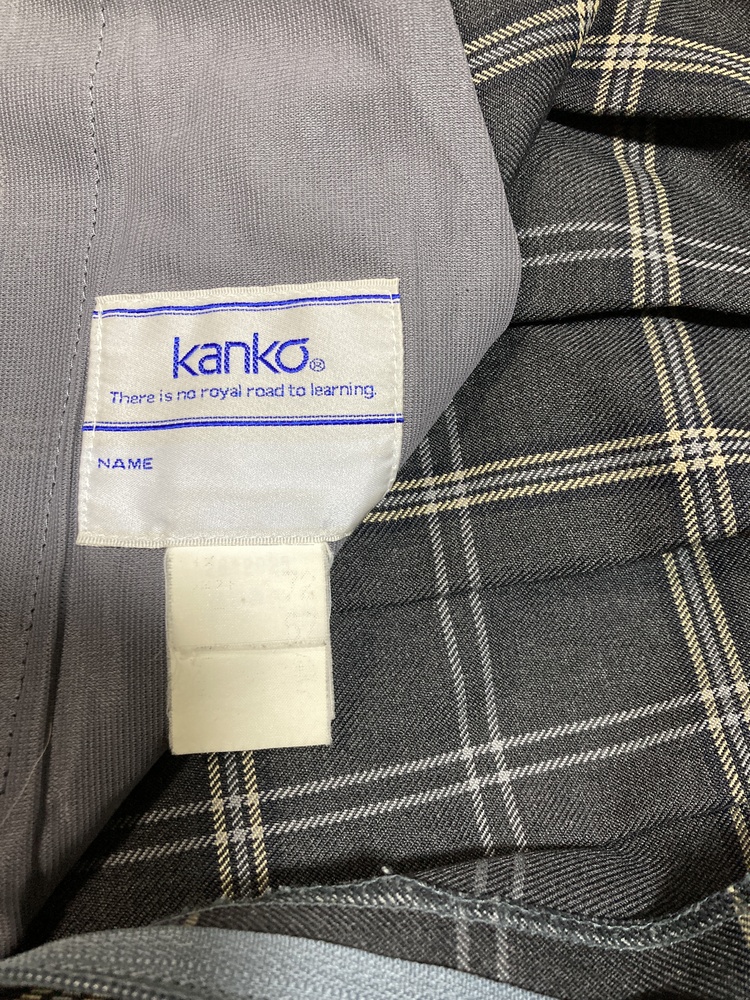 kanko®
There is no royal road to learning.
NAME